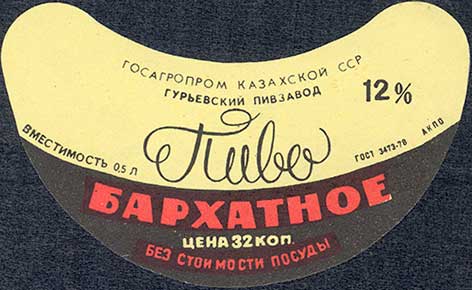 ГОСАГРОПРОМ КАЗАХСКОЙ ССР
ГУРЬЕВСКИЙ ПИВЗАВОД
12%
Пиво
ВМЕСТИМОСТЬ 0,5 Л
ГОСТ 3473-78
АКПО
БАРХАТНОЕ
ЦЕНА 32 КОП.
БЕЗ СТОИМОСТИ ПОСУДЫ